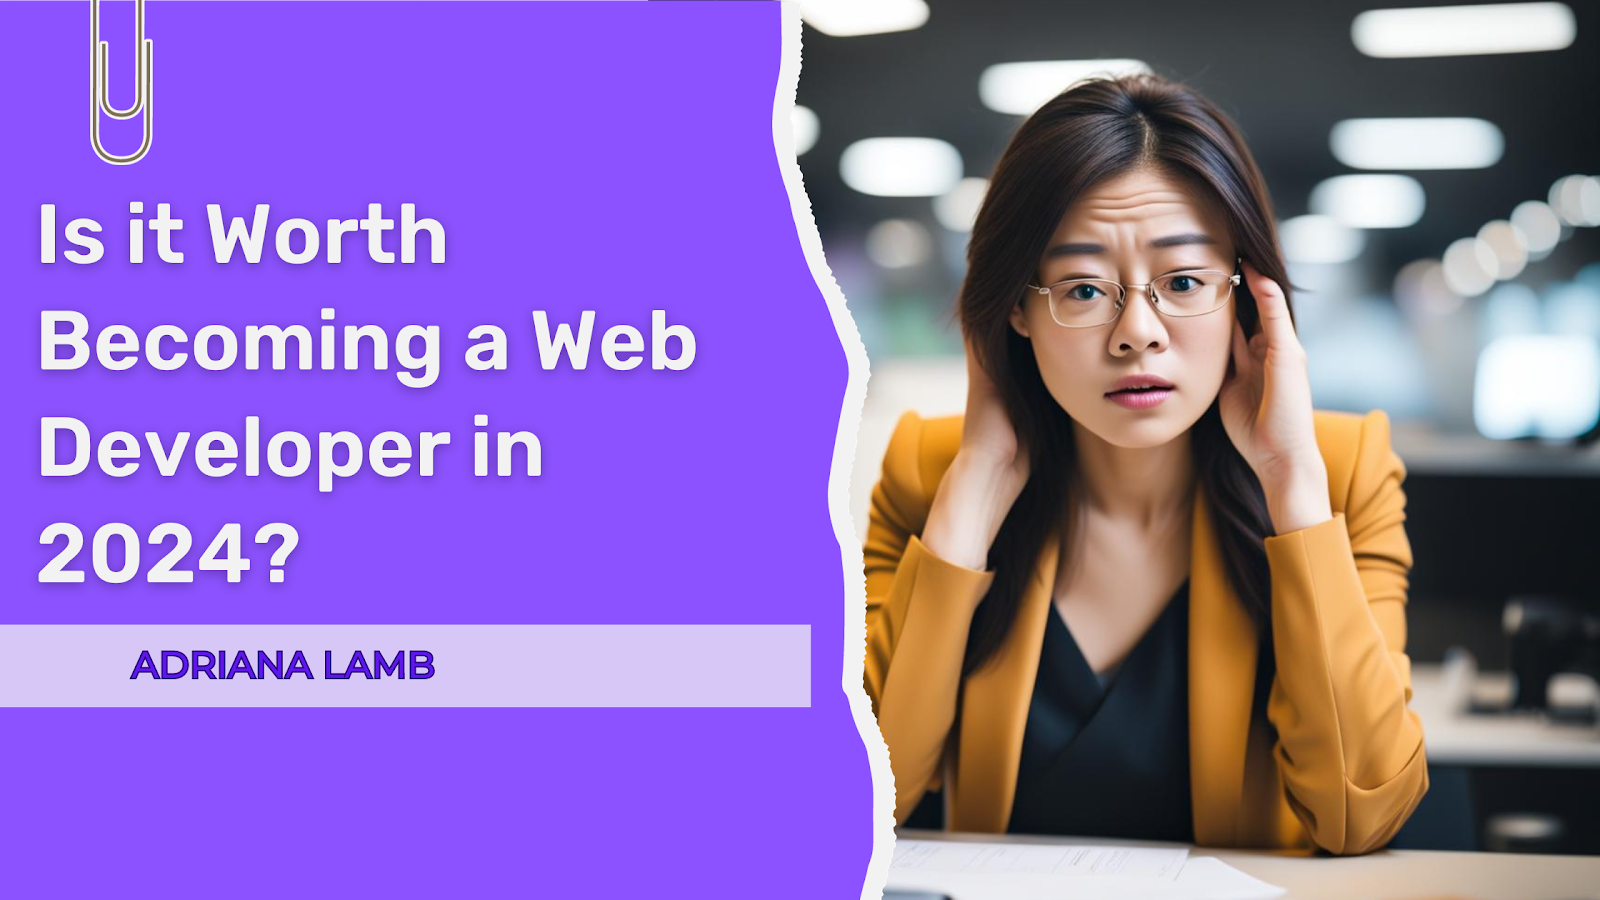 Is it Worth
Becoming a Web
Developer in
2024?
ADRIANA LAMB